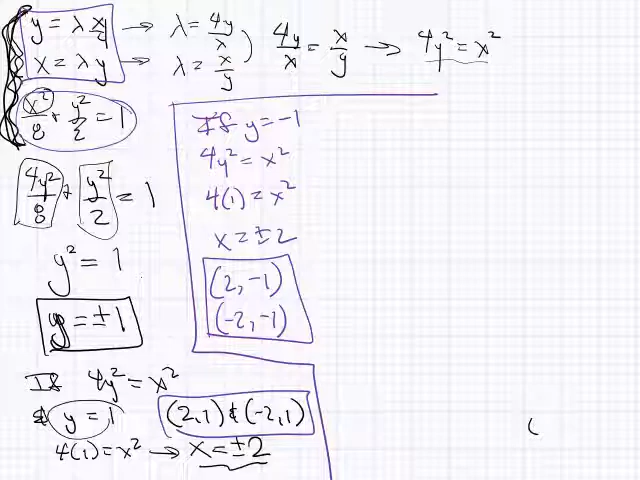 y = λ x/4 → λ = 4y/x
x = λ y → λ = x/y
4y/x = x/y → 4y² = x²
x²/8 + y²/2 = 1
4y²/8 + y²/2 = 1
y² = 1
y = ±1
If 4y² = x²
& y = 1
4(1) = x² → x = ±2
(2,1) & (-2,1)
If y = -1
4y² = x²
4(1) = x²
x = ±2
(2,-1)
(-2,-1)
(